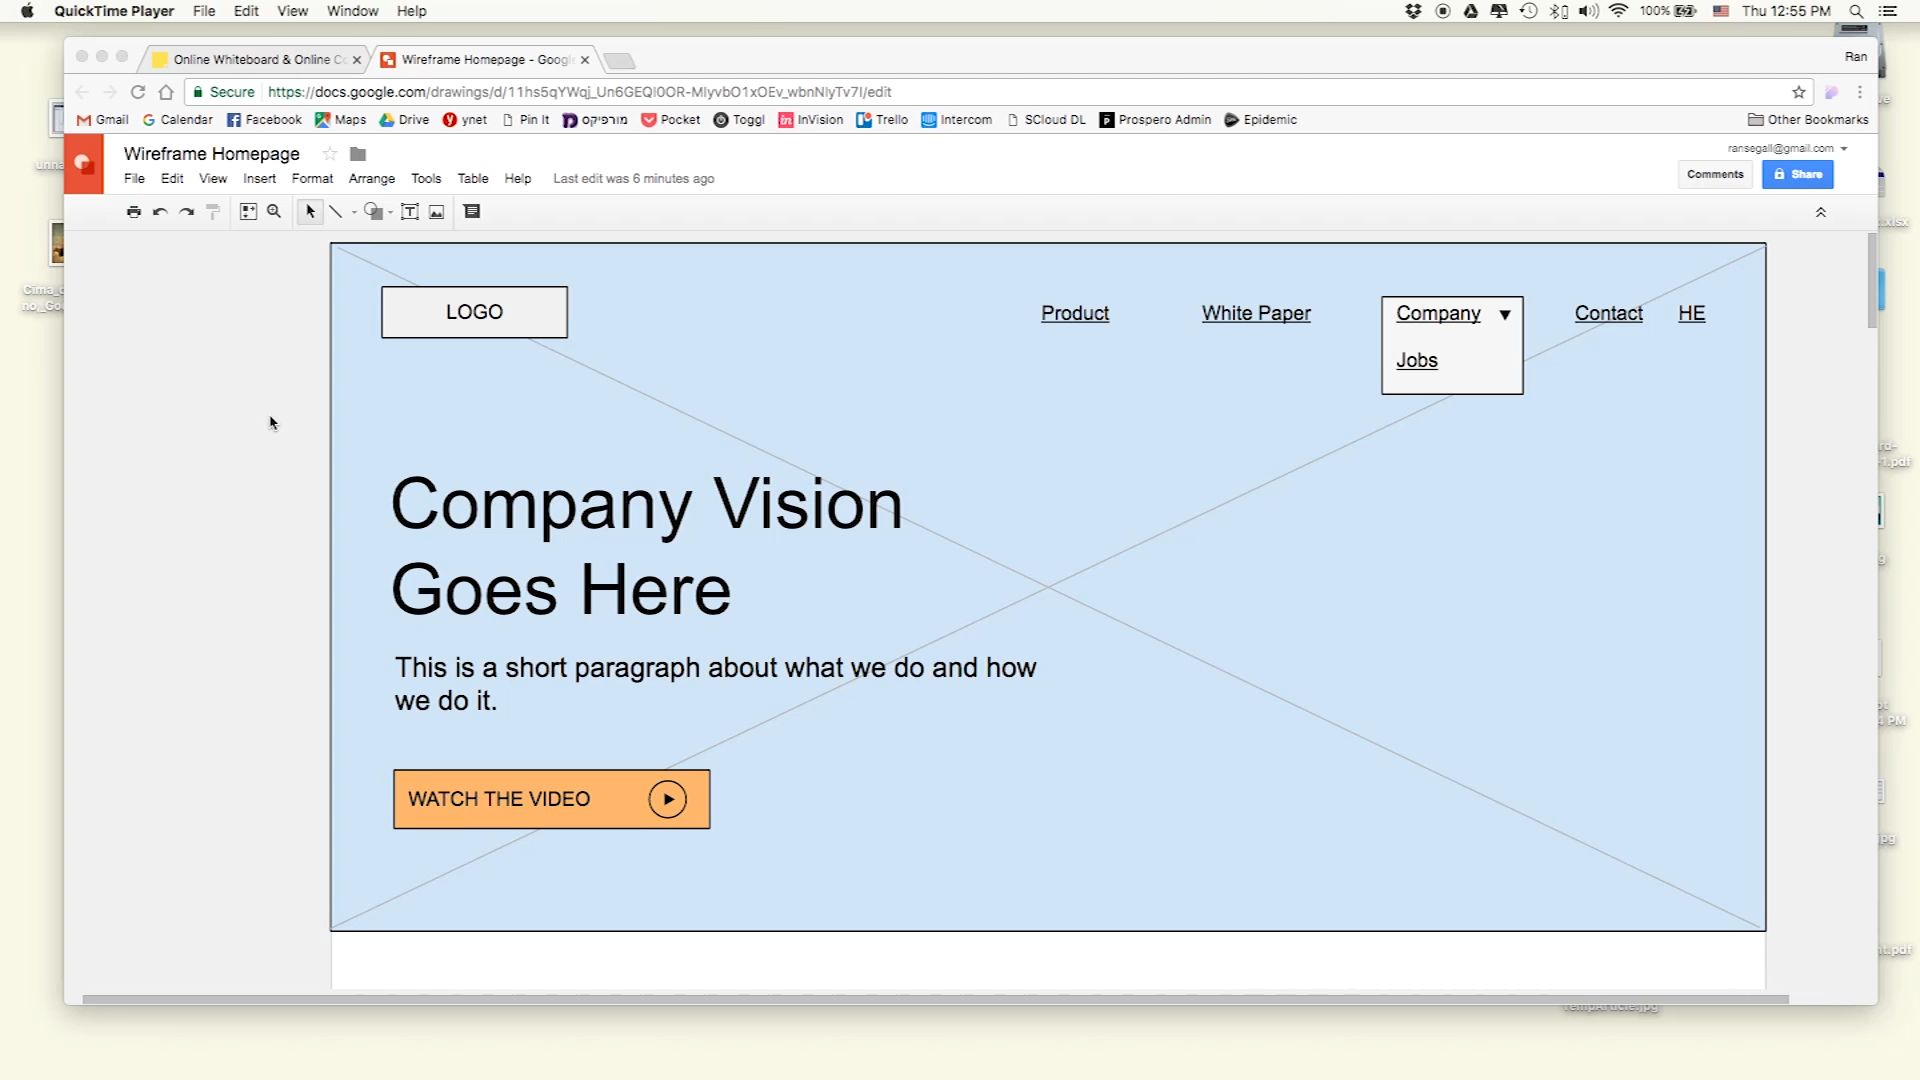 QuickTime Player File Edit View Window Help 100% Thu 12:55 PM
Online Whiteboard & Online Wireframe Homepage - Googl Ran
Secure https://docs.google.com/drawings/d/11hs5qYWqj_Un6GEQl0OR-MlyvbO1xOEv_wbnNlyTv7I/edit
Gmail Calendar Facebook Maps Drive ynet Pin It מורפיקס Pocket Toggl InVision Trello Intercom SCloud DL Prospero Admin Epidemic Other Bookmarks
Wireframe Homepage ransegall@gmail.com
File Edit View Insert Format Arrange Tools Table Help Last edit was 6 minutes ago Comments Share
LOGO Product White Paper Company ▼ Contact HE
Jobs
Company Vision
Goes Here
This is a short paragraph about what we do and how
we do it.
WATCH THE VIDEO
TempArticle.jpg